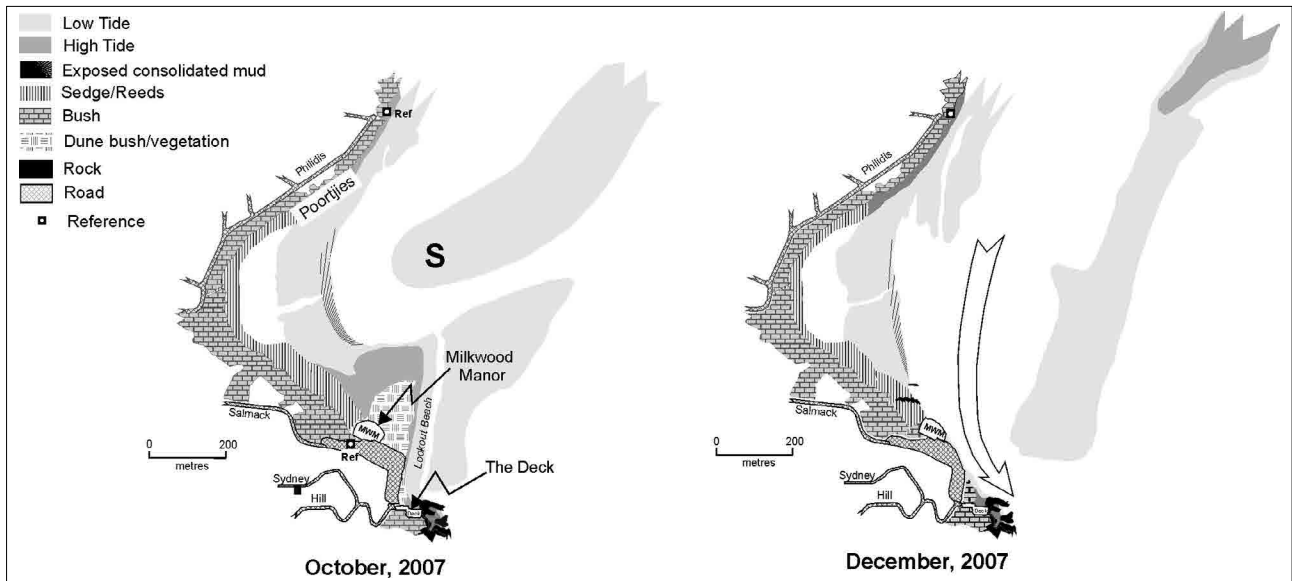 Low Tide
High Tide
Exposed consolidated mud
Sedge/Reeds
Bush
Dune bush/vegetation
Rock
Road
Reference
Ref
Philidis
Poortjies
S
Milkwood
Manor
Salmack
MWM
Lookout Beach
Ref
0 200
metres
The Deck
Sydney
Hill
Deck
October, 2007
Philidis
Salmack
MWM
0 200
metres
Sydney
Hill
Deck
December, 2007